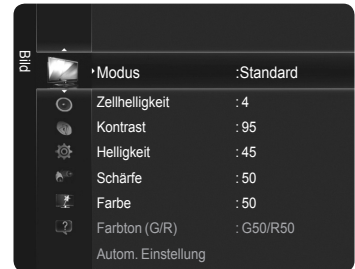 Bild
Modus :Standard
Zellhelligkeit : 4
Kontrast : 95
Helligkeit : 45
Schärfe : 50
Farbe : 50
Farbton (G/R) : G50/R50
Autom. Einstellung